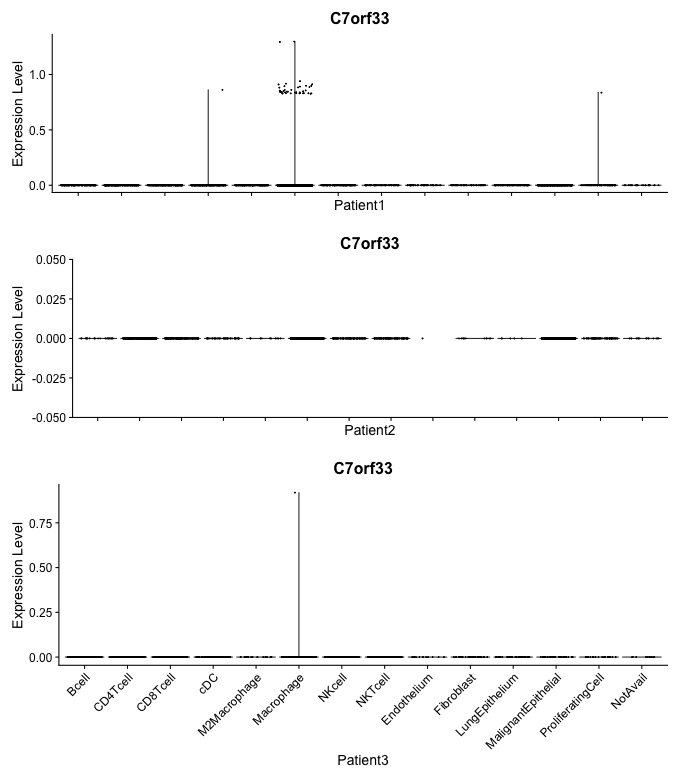 C7orf33
Expression Level
1.0
0.5
0.0
Patient1
C7orf33
Expression Level
0.050
0.025
0.000
-0.025
-0.050
Patient2
C7orf33
Expression Level
0.75
0.50
0.25
0.00
Bcell
CD4Tcell
CD8Tcell
cDC
M2Macrophage
Macrophage
NKcell
NKTcell
Endothelium
Fibroblast
LungEpithelium
MalignantEpithelial
ProliferatingCell
NotAvail
Patient3